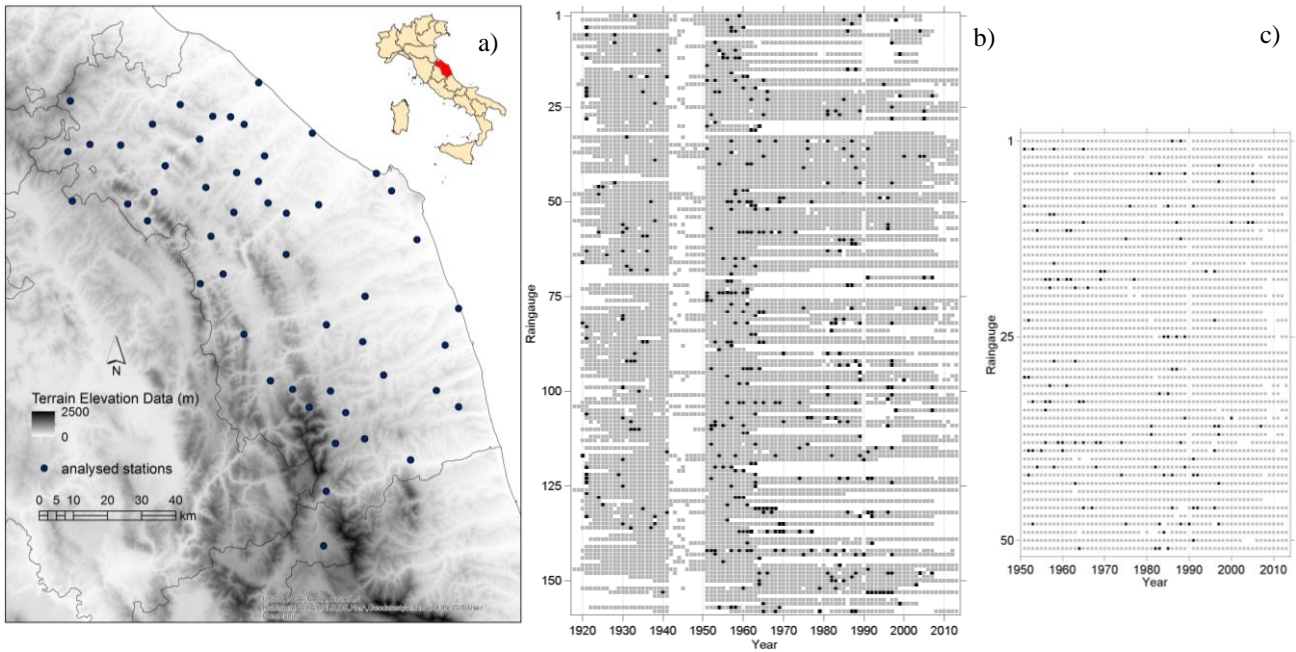 a)
N
Terrain Elevation Data (m)
2500
0
analysed stations
0 5 10 20 30 40
km
b)
Raingauge
1
25
50
75
100
125
150
1920 1930 1940 1950 1960 1970 1980 1990 2000 2010
Year
c)
Raingauge
1
25
50
1950 1960 1970 1980 1990 2000 2010
Year